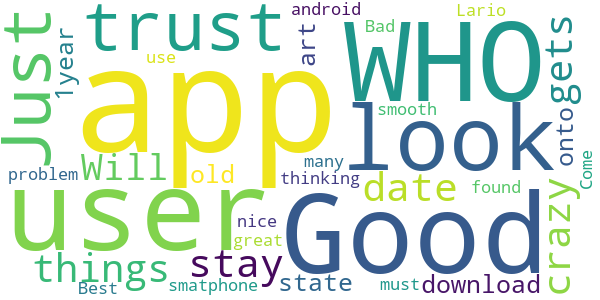 android
Lario
Just
trust
art
Bad
WHO
gets
1year
use
app
smooth
look
onto
problem
Will
old
many
thinking
date
found
Come
user
nice
Good
crazy
great
things
stay
state
must
download
Best
smatphone